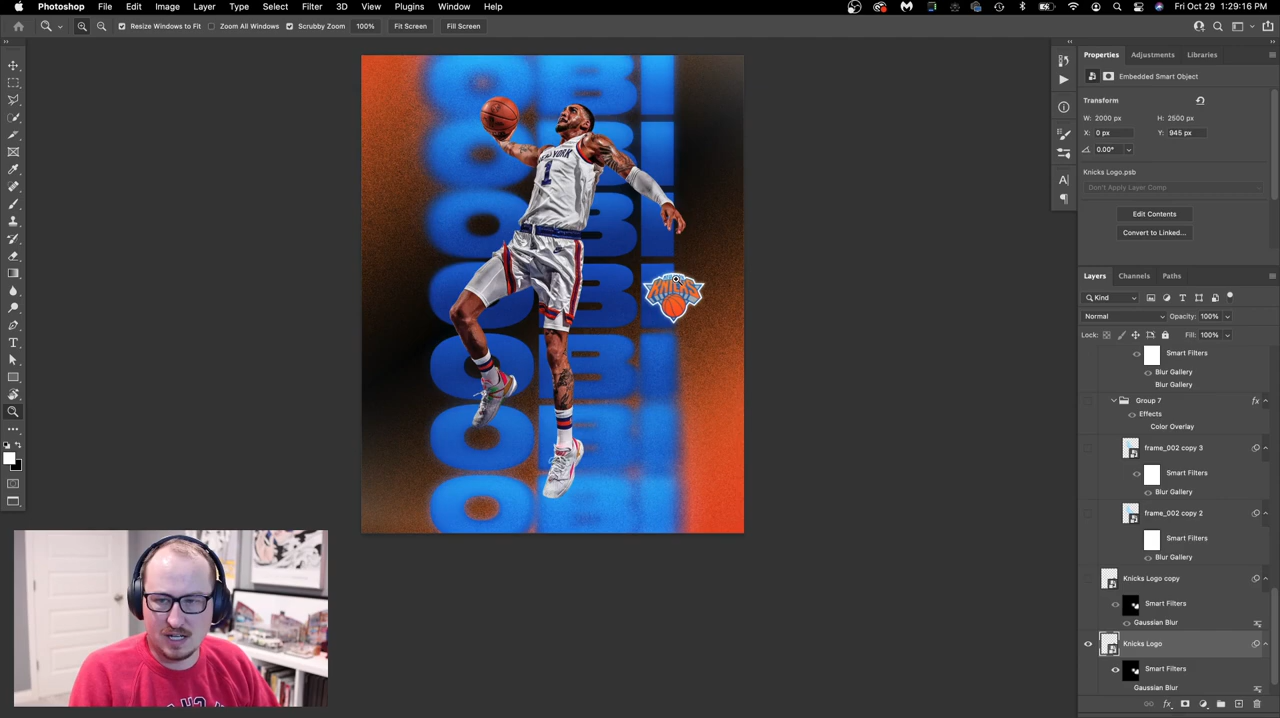 Photoshop File Edit Image Layer Type Select Filter 3D View Plugins Window Help
Fri Oct 29 1:29:16 PM
Resize Windows to Fit Zoom All Windows Scrubby Zoom 100% Fit Screen Fill Screen
Properties Adjustments Libraries
Embedded Smart Object
Transform
W: 2000 px H: 2500 px
X: 0 px Y: 945 px
0.00°
Knicks Logo.psb
Don't Apply Layer Comp
Edit Contents
Convert to Linked...
Layers Channels Paths
Kind
Normal Opacity: 100%
Lock: Fill: 100%
Smart Filters
Blur Gallery
Blur Gallery
Group 7 fx
Effects
Color Overlay
frame_002 copy 3
Smart Filters
Blur Gallery
frame_002 copy 2
Smart Filters
Blur Gallery
Knicks Logo copy
Smart Filters
Gaussian Blur
Knicks Logo
Smart Filters
Gaussian Blur
OBI
OBI
OBI
OBI
OBI
OBI
OBI
NEW YORK
1
KNICKS